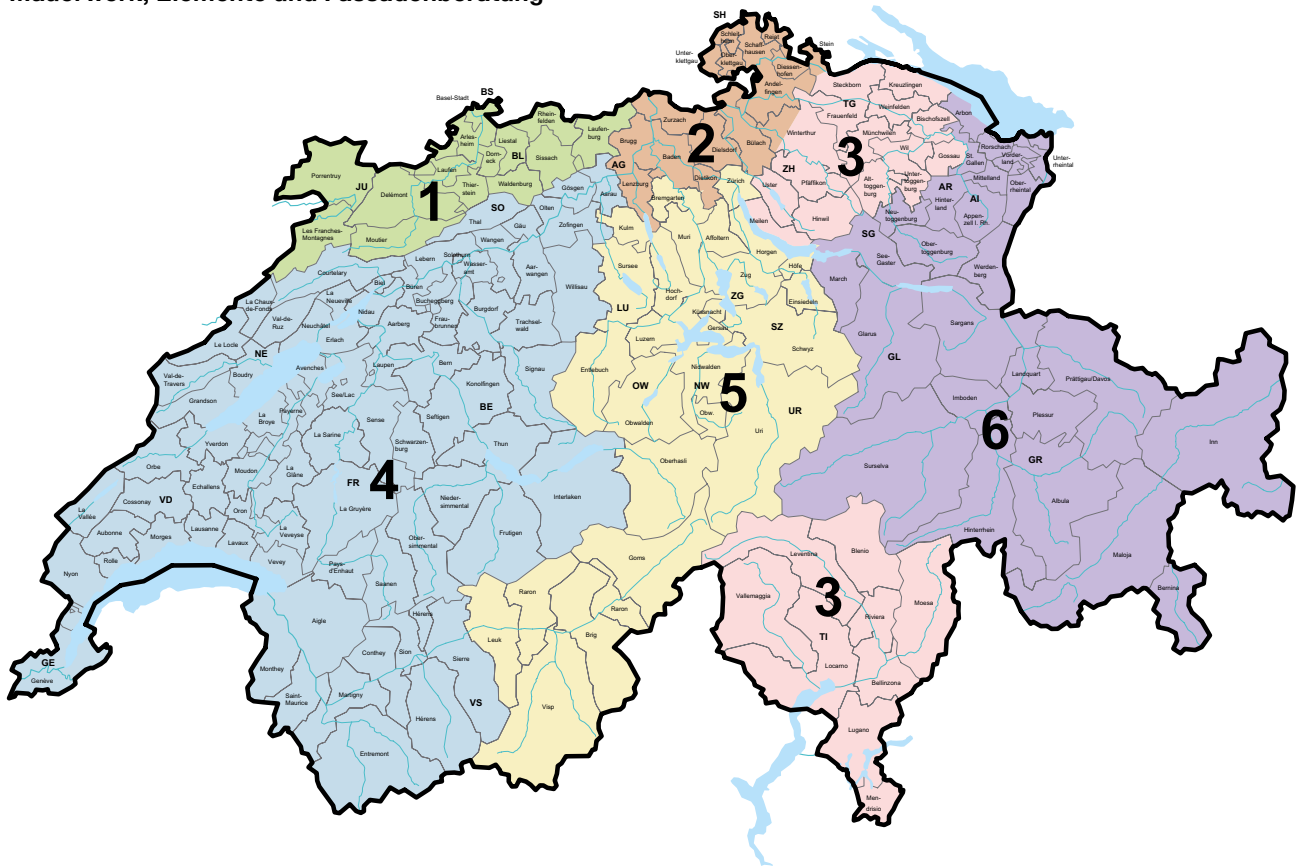 SH
Schleit-
heim
Reiat
Schaff-
hausen
Ober-
klettgau
Unter-
klettgau
Stein
Diessen-
hofen
Andel-
fingen
Steckborn
Kreuzlingen
TG
Weinfelden
Frauenfeld
Bischofszell
Arbon
Münchwilen
Wil
Winterthur
3
Gossau
Rorschach
St.
Gallen
Vorder-
land
Unter-
rheintal
Mittelland
Ober-
rheintal
AR
AI
Hinter-
land
Appen-
zell I. Rh.
Alt-
toggen-
burg
Unter-
toggen-
burg
Neu-
toggenburg
Ober-
toggenburg
SG
See-
Gaster
Werden-
berg
ZH
Pfäffikon
Uster
Hinwil
Meilen
BS
Basel-Stadt
Rhein-
felden
Laufen-
burg
Arles-
heim
Liestal
Dorn-
eck
BL
Sissach
Waldenburg
Laufen
Thier-
stein
Porrentruy
JU
Delémont
1
Les Franches-
Montagnes
Moutier
Zurzach
2
Brugg
Baden
Dielsdorf
Bülach
AG
Lenzburg
Dietikon
Zürich
Bremgarten
Aarau
Gösgen
Olten
SO
Thal
Gäu
Zofingen
Wangen
Kulm
Muri
Affoltern
Horgen
Höfe
March
Lebern
Solothurn
Wasser-
amt
Aar-
wangen
Willisau
Sursee
Hoch-
dorf
Zug
ZG
Einsiedeln
Courtelary
Biel
Büren
Bucheggberg
Burgdorf
Trachsel-
wald
LU
Küssnacht
Gersau
SZ
Schwyz
Luzern
La Chaux-
de-Fonds
La
Neuveville
Nidau
Aarberg
Frau-
brunnen
Val-de-
Ruz
Neuchâtel
Erlach
Le Locle
NE
Boudry
Avenches
Laupen
Bern
Signau
Konolfingen
Val-de-
Travers
Grandson
La
Broye
Payerne
See/Lac
Sense
Seftigen
BE
Entlebuch
OW
Obwalden
Nidwalden
NW
Obw.
5
UR
Uri
Oberhasli
Glarus
GL
Sargans
Landquart
Prättigau/Davos
Imboden
Plessur
6
GR
Inn
Surselva
Albula
Hinterrhein
Maloja
Bernina
Yverdon
La Sarine
Schwarzen-
burg
Thun
Orbe
Moudon
La
Glâne
Echallens
FR
4
Nieder-
simmental
Interlaken
La
Vallée
Cossonay
VD
Oron
La Gruyère
Aubonne
Morges
Lausanne
Lavaux
La
Veveyse
Ober-
simmental
Frutigen
Nyon
Rolle
Vevey
Pays-
d'Enhaut
Saanen
Aigle
Hérens
GE
Genève
Monthey
Conthey
Sion
Sierre
Saint-
Maurice
Martigny
Hérens
VS
Entremont
Goms
Raron
Raron
Leuk
Brig
Visp
Leventina
Blenio
Vallemaggia
3
Riviera
Moesa
TI
Locarno
Bellinzona
Lugano
Men-
drisio